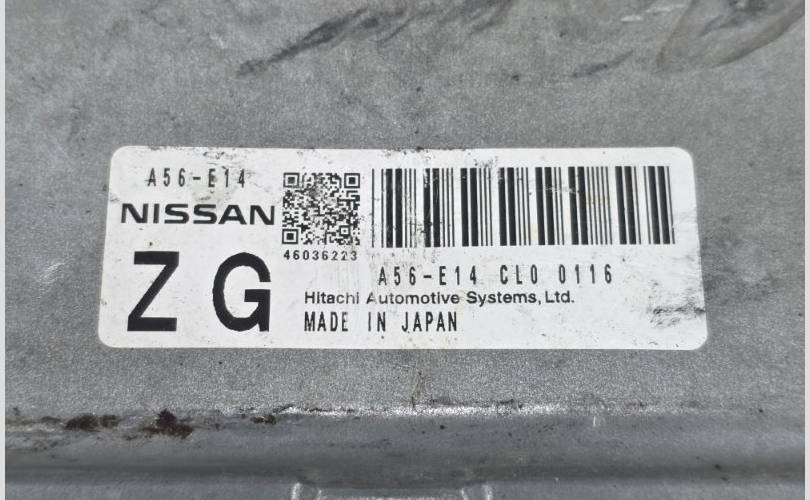 A56-E14
NISSAN
46036223
ZG
A56-E14 CL0 0116
Hitachi Automotive Systems, Ltd.
MADE IN JAPAN